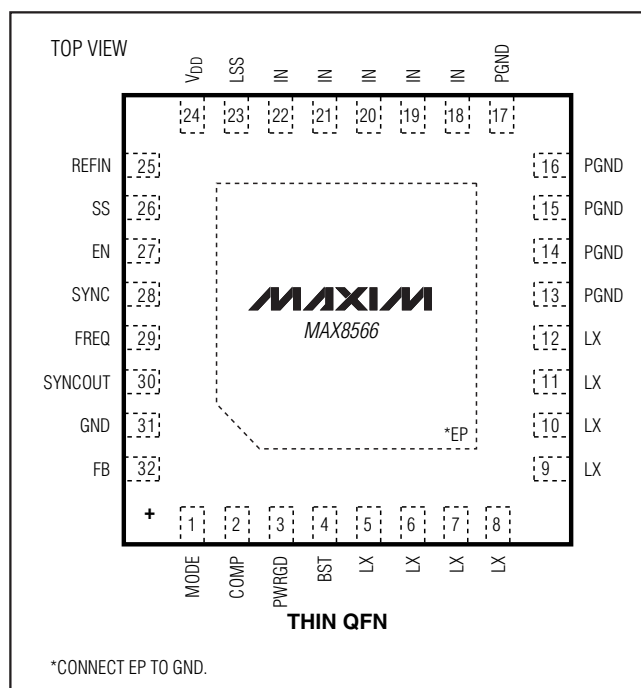 TOP VIEW
VDD
LSS
IN
IN
IN
IN
IN
PGND
24
23
22
21
20
19
18
17
REFIN 25
16 PGND
SS 26
15 PGND
EN 27
14 PGND
SYNC 28
13 PGND
MAXIM
MAX8566
FREQ 29
12 LX
SYNCOUT 30
11 LX
GND 31
10 LX
*EP
FB 32
9 LX
+
1
2
3
4
5
6
7
8
MODE
COMP
PWRGD
BST
LX
LX
LX
LX
THIN QFN
*CONNECT EP TO GND.